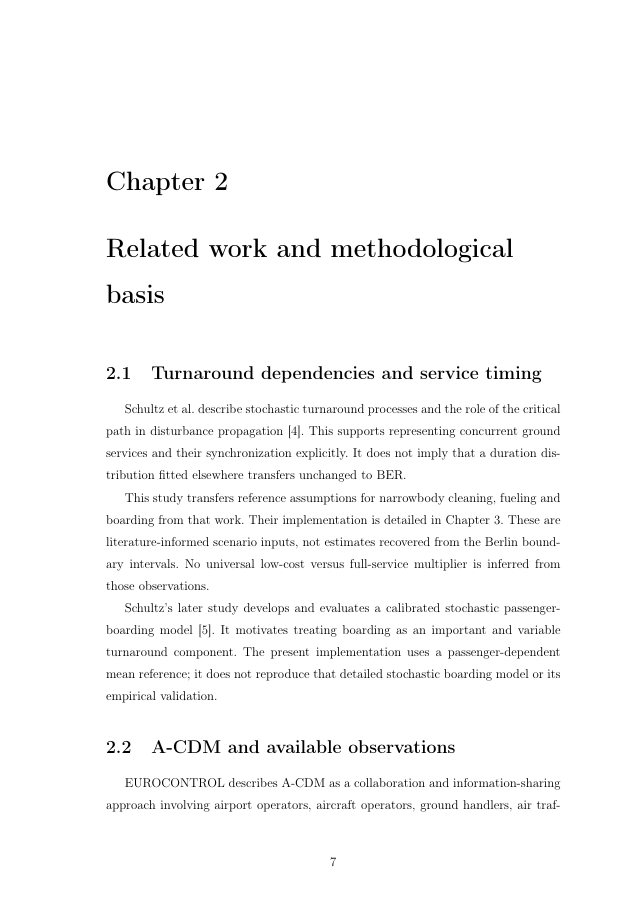 Chapter 2
Related work and methodological
basis
2.1 Turnaround dependencies and service timing
Schultz et al. describe stochastic turnaround processes and the role of the critical
path in disturbance propagation [4]. This supports representing concurrent ground
services and their synchronization explicitly. It does not imply that a duration dis-
tribution fitted elsewhere transfers unchanged to BER.
This study transfers reference assumptions for narrowbody cleaning, fueling and
boarding from that work. Their implementation is detailed in Chapter 3. These are
literature-informed scenario inputs, not estimates recovered from the Berlin bound-
ary intervals. No universal low-cost versus full-service multiplier is inferred from
those observations.
Schultz's later study develops and evaluates a calibrated stochastic passenger-
boarding model [5]. It motivates treating boarding as an important and variable
turnaround component. The present implementation uses a passenger-dependent
mean reference; it does not reproduce that detailed stochastic boarding model or its
empirical validation.
2.2 A-CDM and available observations
EUROCONTROL describes A-CDM as a collaboration and information-sharing
approach involving airport operators, aircraft operators, ground handlers, air traf-
7